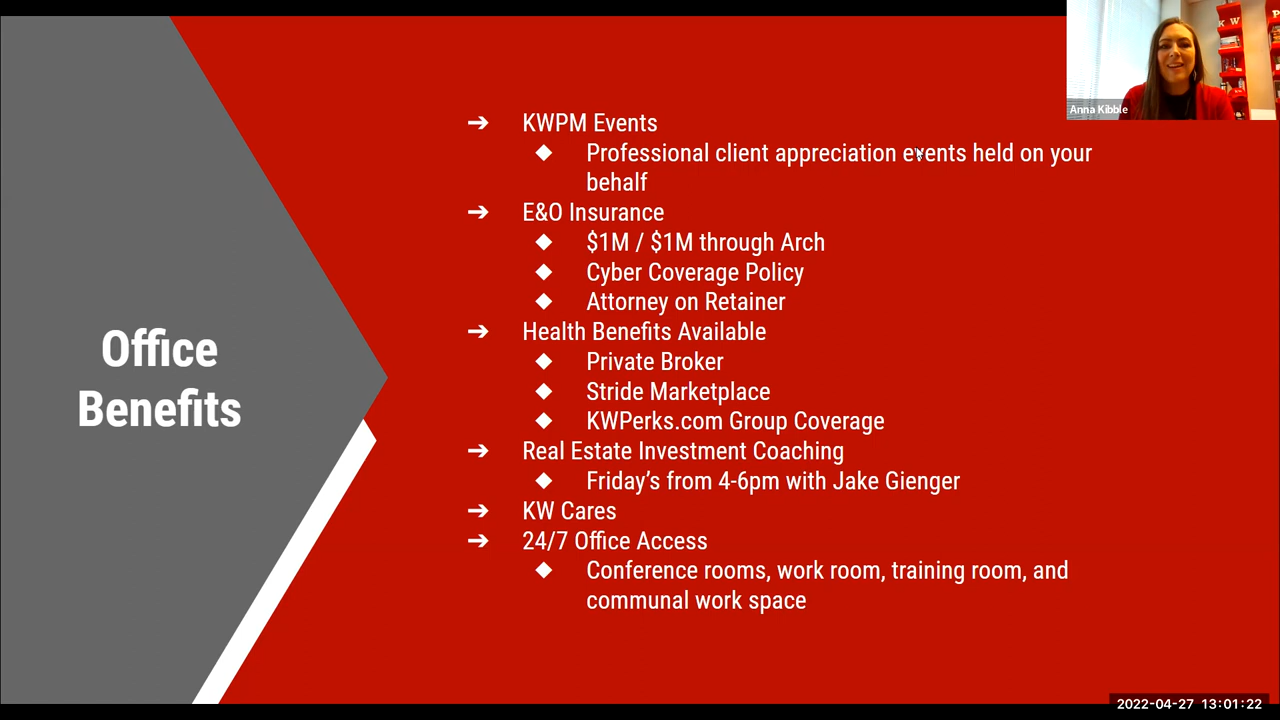 K W
Anna Kibble
KWPM Events
Professional client appreciation events held on your
behalf
E&O Insurance
$1M / $1M through Arch
Cyber Coverage Policy
Attorney on Retainer
Health Benefits Available
Private Broker
Stride Marketplace
KWPerks.com Group Coverage
Real Estate Investment Coaching
Friday’s from 4-6pm with Jake Gienger
KW Cares
24/7 Office Access
Conference rooms, work room, training room, and
communal work space
Office
Benefits
2022-04-27 13:01:22